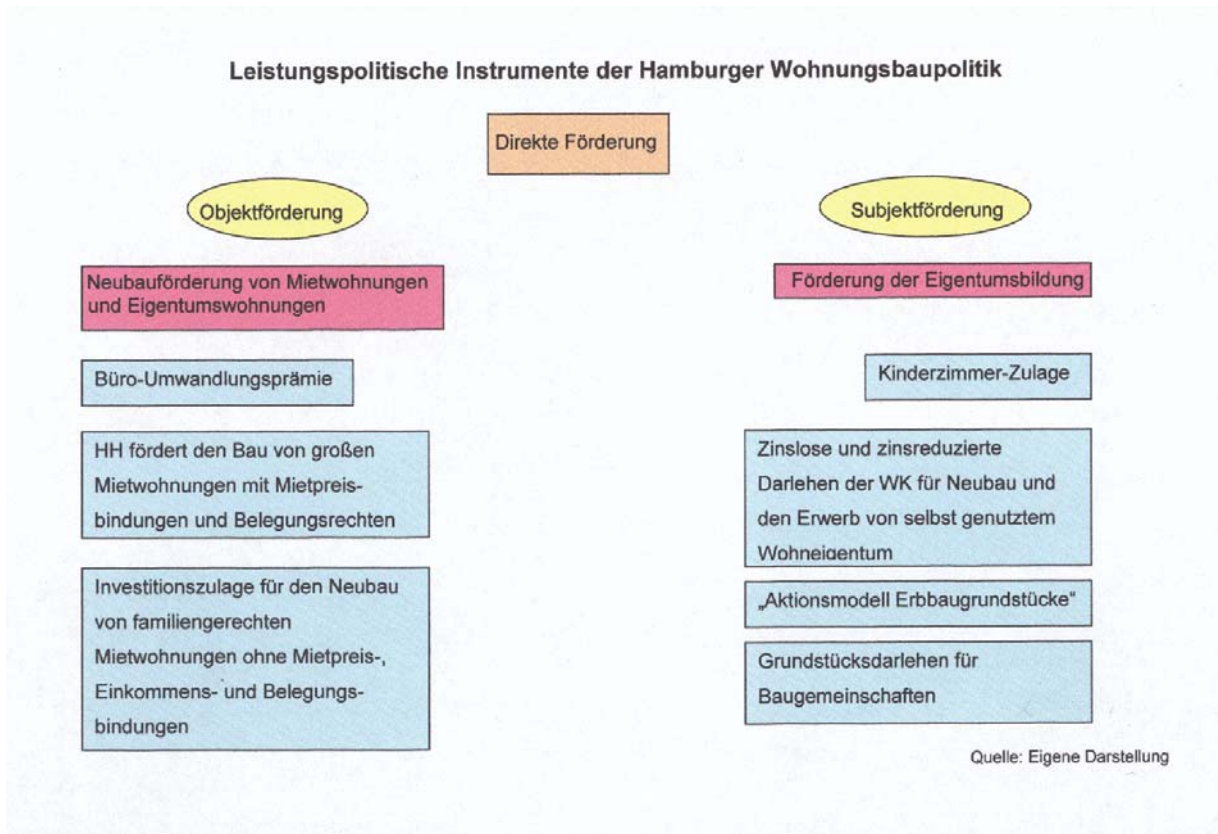 Leistungspolitische Instrumente der Hamburger Wohnungsbaupolitik
Direkte Förderung
Objektförderung
Neubauförderung von Mietwohnungen
und Eigentumswohnungen
Büro-Umwandlungsprämie
HH fördert den Bau von großen
Mietwohnungen mit Mietpreis-
bindungen und Belegungsrechten
Investitionszulage für den Neubau
von familiengerechten
Mietwohnungen ohne Mietpreis-,
Einkommens- und Belegungs-
bindungen
Subjektförderung
Förderung der Eigentumsbildung
Kinderzimmer-Zulage
Zinslose und zinsreduzierte
Darlehen der WK für Neubau und
den Erwerb von selbst genutztem
Wohneigentum
„Aktionsmodell Erbbaugrundstücke“
Grundstücksdarlehen für
Baugemeinschaften
Quelle: Eigene Darstellung